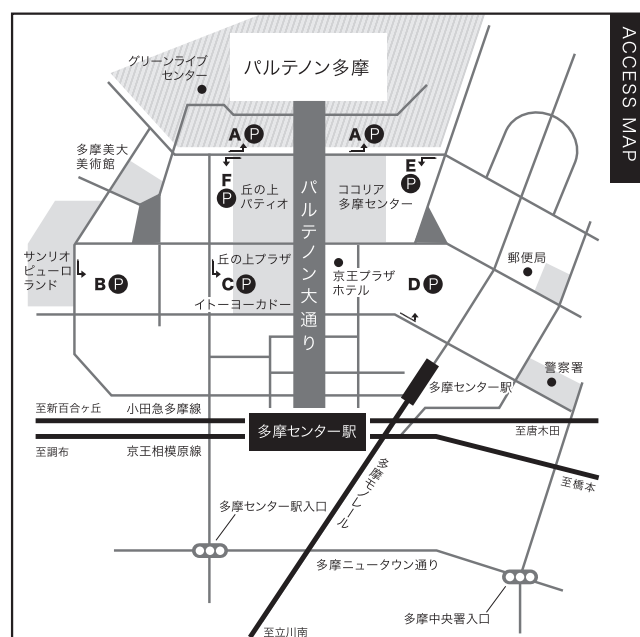 ACCESS MAP
グリーンライブ
センター
パルテノン多摩
A P
A P
多摩美大
美術館
E P
F P
丘の上
パティオ
ココリア
多摩センター
パルテノン大通り
サンリオ
ピューロ
ランド
B P
丘の上プラザ
C P
イトーヨーカドー
京王プラザ
ホテル
D P
郵便局
警察署
多摩センター駅
至新百合ヶ丘
小田急多摩線
多摩センター駅
至唐木田
至調布
京王相模原線
至橋本
多摩モノレール
多摩センター駅入口
多摩ニュータウン通り
多摩中央署入口
至立川南